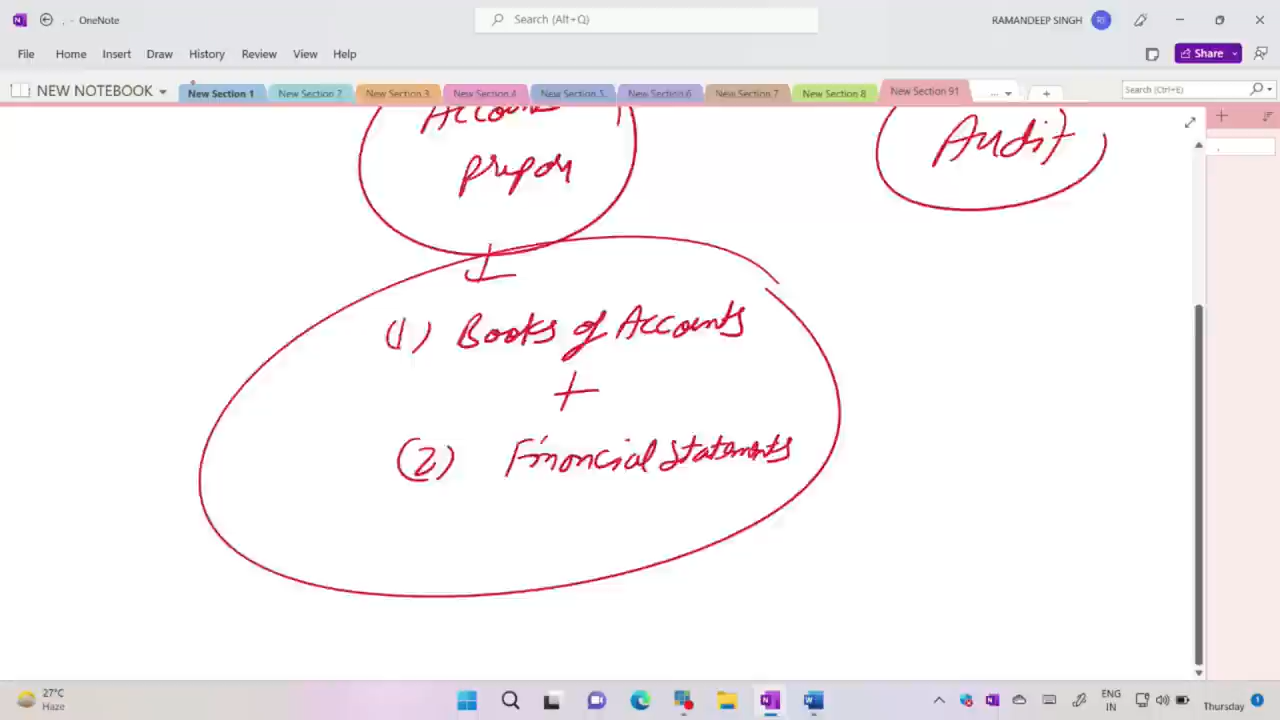 OneNote
Search (Alt+Q)
RAMANDEEP SINGH
File Home Insert Draw History Review View Help
Share
NEW NOTEBOOK
New Section 1 New Section 2 New Section 3 New Section 4 New Section 5 New Section 6 New Section 7 New Section 8 New Section 91
Search (Ctrl+E)
Audit
(1) Books of Accounts
+
(2) Financial Statements
27°C
Haze
ENG
IN
Thursday